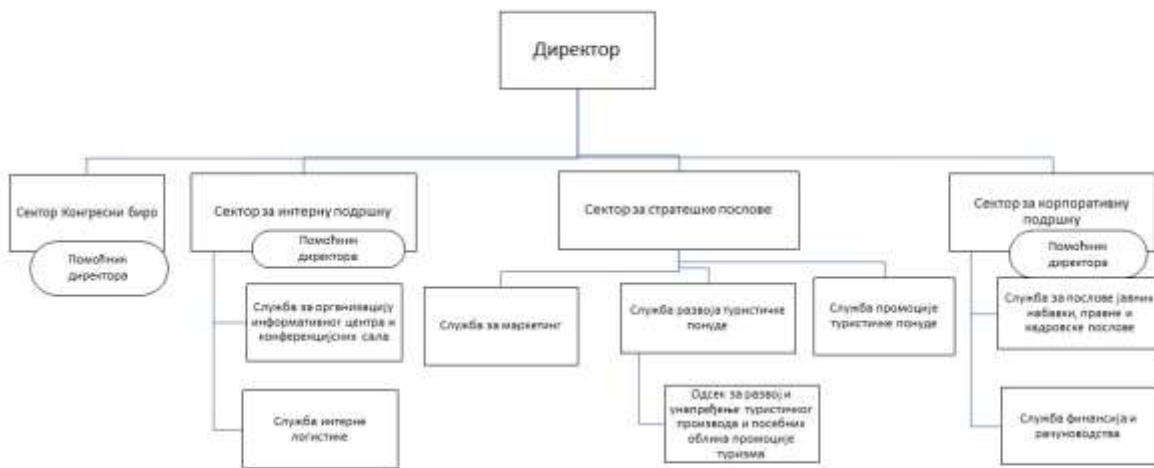 Директор
Сектор Конгресни биро
Помоћник
директора
Сектор за интерну подршку
Помоћник
директора
Служба за организацију
информативног центра и
конференцијских сала
Служба интерне
логистике
Сектор за стратешке послове
Служба за маркетинг
Служба развоја туристичке
понуде
Одсек за развој и
унапређење туристичког
производа и посебних
облика промоције
туризма
Служба промоције
туристичке понуде
Сектор за корпоративну
подршку
Помоћник
директора
Служба за послове јавних
набавки, правне и
кадровске послове
Служба финансија и
рачуноводства